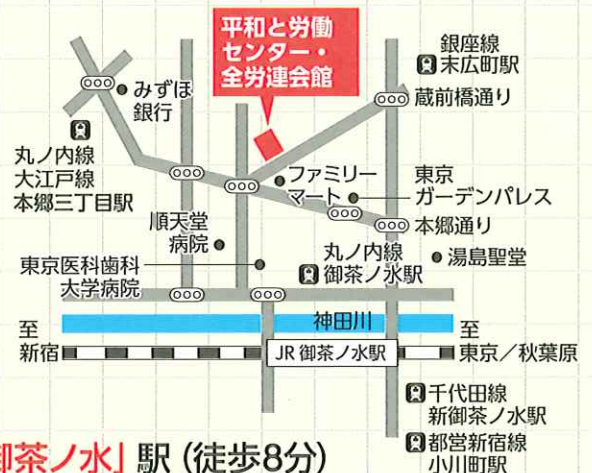 平和と労働
センター・
全労連会館
銀座線
末広町駅
みずほ
銀行
蔵前橋通り
丸ノ内線
大江戸線
本郷三丁目駅
ファミリー
マート
東京
ガーデンパレス
順天堂
病院
本郷通り
東京医科歯科
大学病院
丸ノ内線
御茶ノ水駅
湯島聖堂
至
新宿
神田川
至
東京/秋葉原
JR 御茶ノ水駅
千代田線
新御茶ノ水駅
都営新宿線
小川町駅
御茶ノ水」駅 (徒歩8分)